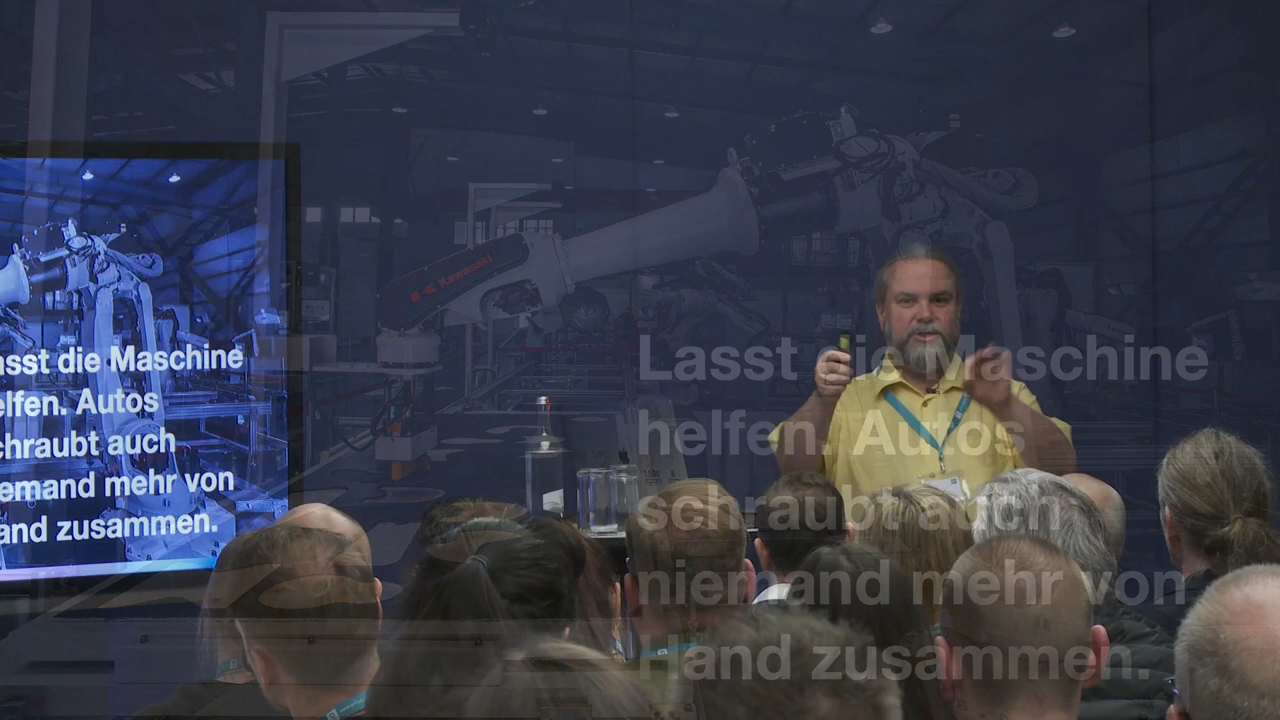 Kawasaki
asst die Maschine
elfen. Autos
chraubt auch
iemand mehr von
and zusammen.
Lasst die Maschine
helfen. Autos
schraubt auch
niemand mehr von
Hand zusammen.